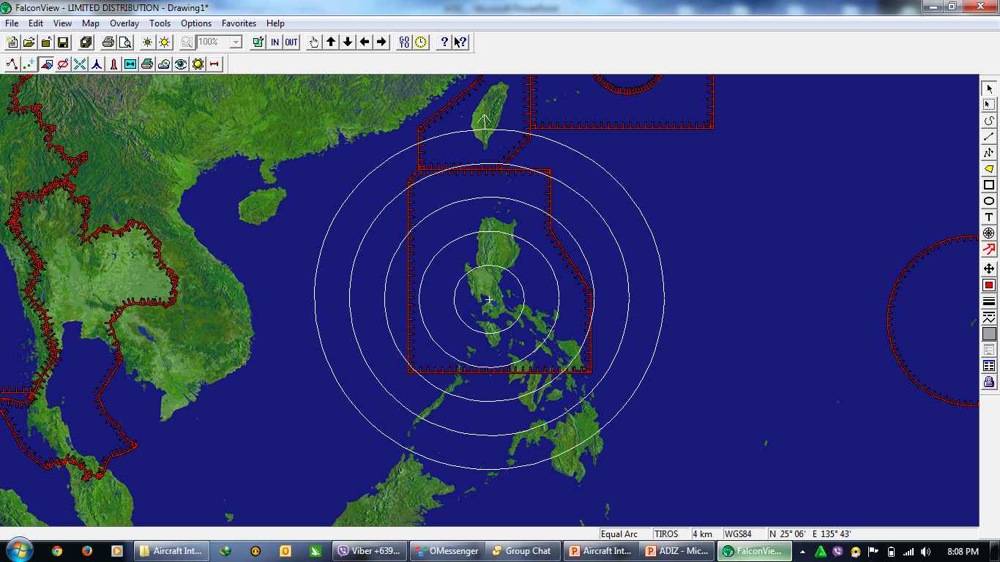 FalconView - LIMITED DISTRIBUTION - Drawing1*
File Edit View Map Overlay Tools Options Favorites Help
100% IN OUT GO TO ? ?
T
Equal Arc TIROS 4 km WGS84 N 25° 06' E 135° 43'
Aircraft Int... Viber +639... OMessenger Group Chat Aircraft Int... ADIZ - Mic... FalconVie... 8:08 PM